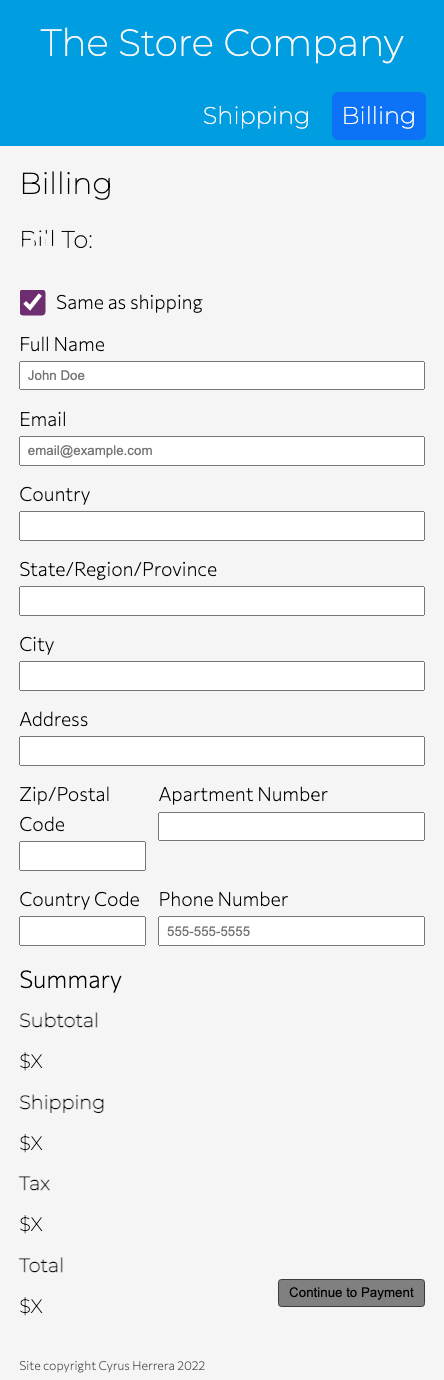 The Store Company
Shipping Billing
Billing
Bill To:
Same as shipping
Full Name
John Doe
Email
email@example.com
Country
State/Region/Province
City
Address
Zip/Postal
Code
Apartment Number
Country Code Phone Number
555-555-5555
Summary
Subtotal
$X
Shipping
$X
Tax
$X
Total
$X
Continue to Payment
Site copyright Cyrus Herrera 2022